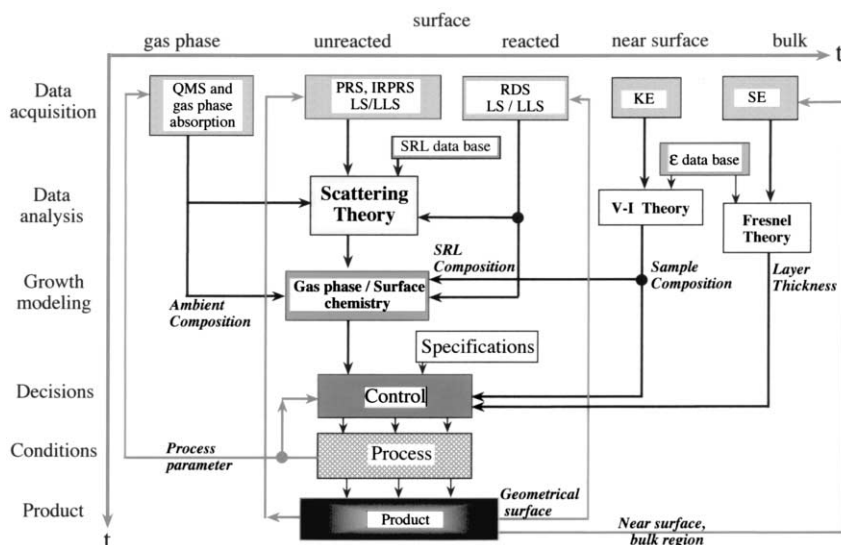 surface
gas phase
unreacted
reacted
near surface
bulk
t
Data
acquisition
QMS and
gas phase
absorption
PRS, IRPRS
LS/LLS
RDS
LS / LLS
KE
SE
SRL data base
ε data base
Data
analysis
Scattering
Theory
V-I Theory
Fresnel
Theory
SRL
Composition
Sample
Composition
Layer
Thickness
Growth
modeling
Ambient
Composition
Gas phase / Surface
chemistry
Specifications
Decisions
Control
Conditions
Process
parameter
Process
Product
Product
Geometrical
surface
Near surface,
bulk region
t